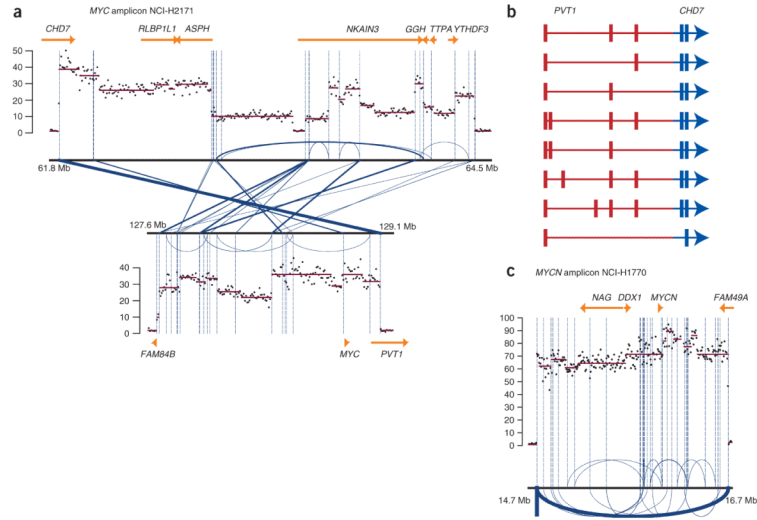 a
MYC amplicon NCI-H2171
CHD7 RLBP1L1 ASPH NKAIN3 GGH TTPA YTHDF3
50
40
30
20
10
0
61.8 Mb 64.5 Mb
127.6 Mb 129.1 Mb
40
30
20
10
0
FAM84B MYC PVT1
b
PVT1 CHD7
c
MYCN amplicon NCI-H1770
NAG DDX1 MYCN FAM49A
100
90
80
70
60
50
40
30
20
10
0
14.7 Mb 16.7 Mb